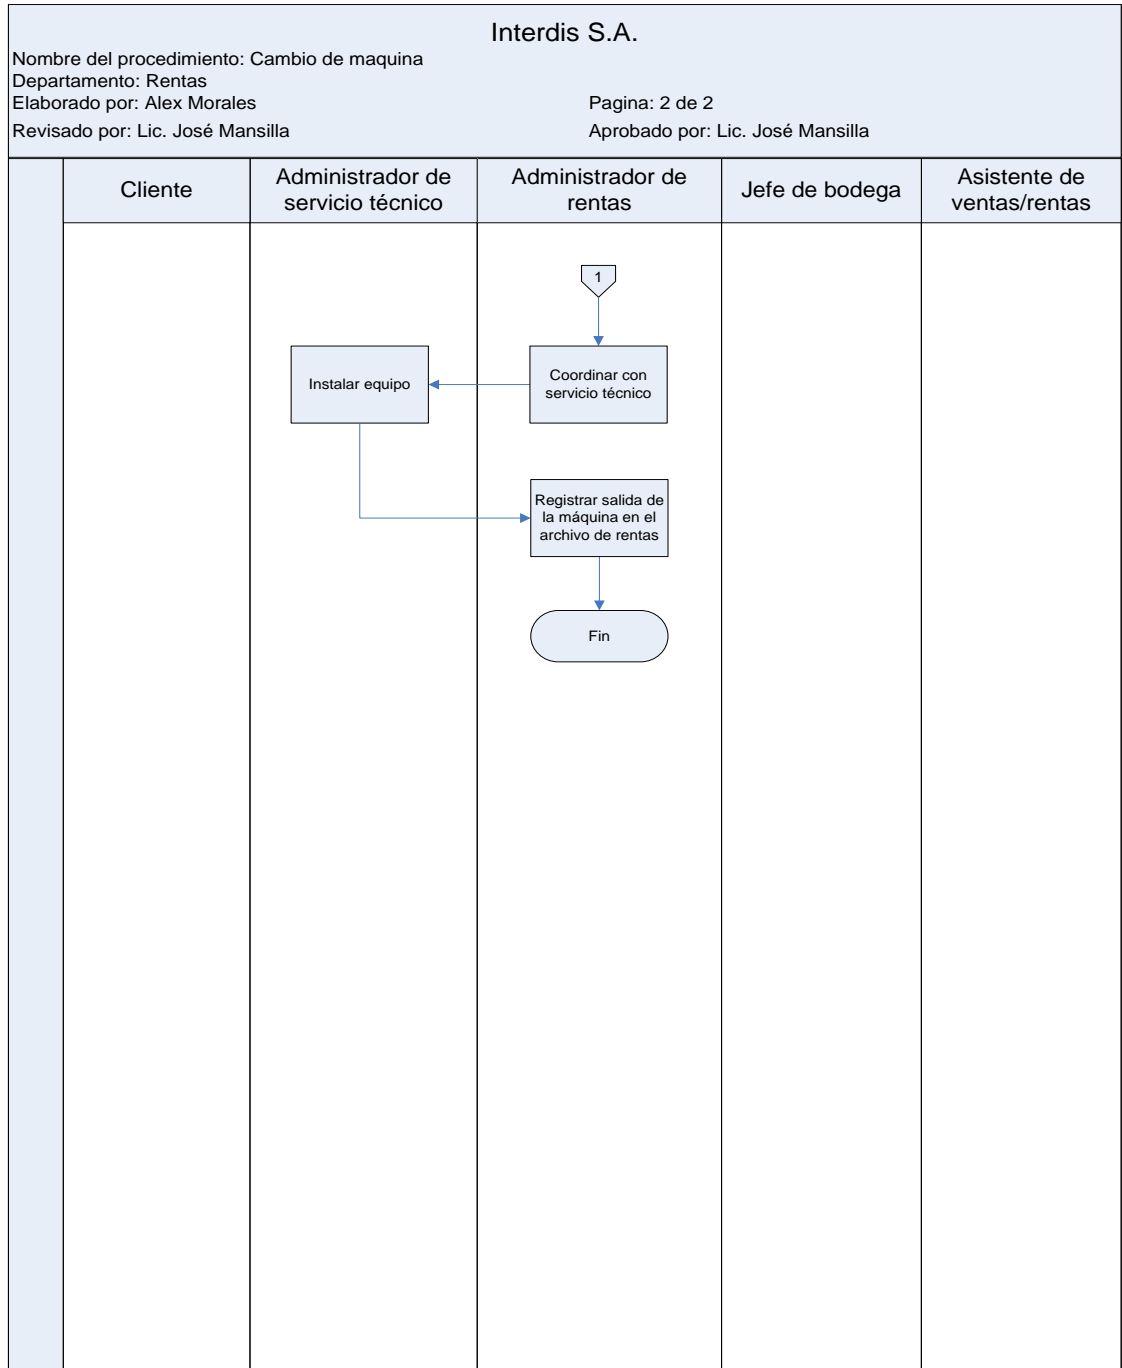 Interdis S.A.
Nombre del procedimiento: Cambio de maquina
Departamento: Rentas
Elaborado por: Alex Morales
Pagina: 2 de 2
Revisado por: Lic. José Mansilla
Aprobado por: Lic. José Mansilla
Cliente
Administrador de
servicio técnico
Administrador de
rentas
Jefe de bodega
Asistente de
ventas/rentas
1
Instalar equipo
Coordinar con
servicio técnico
Registrar salida de
la máquina en el
archivo de rentas
Fin